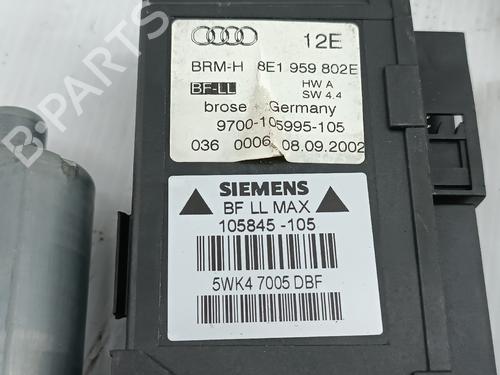 12E
BRM-H 8E1 959 802E
BF-LL
HW A
SW 4.4
brose Germany
9700-105995-105
036 0006 08.09.2002
SIEMENS
BF LL MAX
105845-105
5WK4 7005 DBF